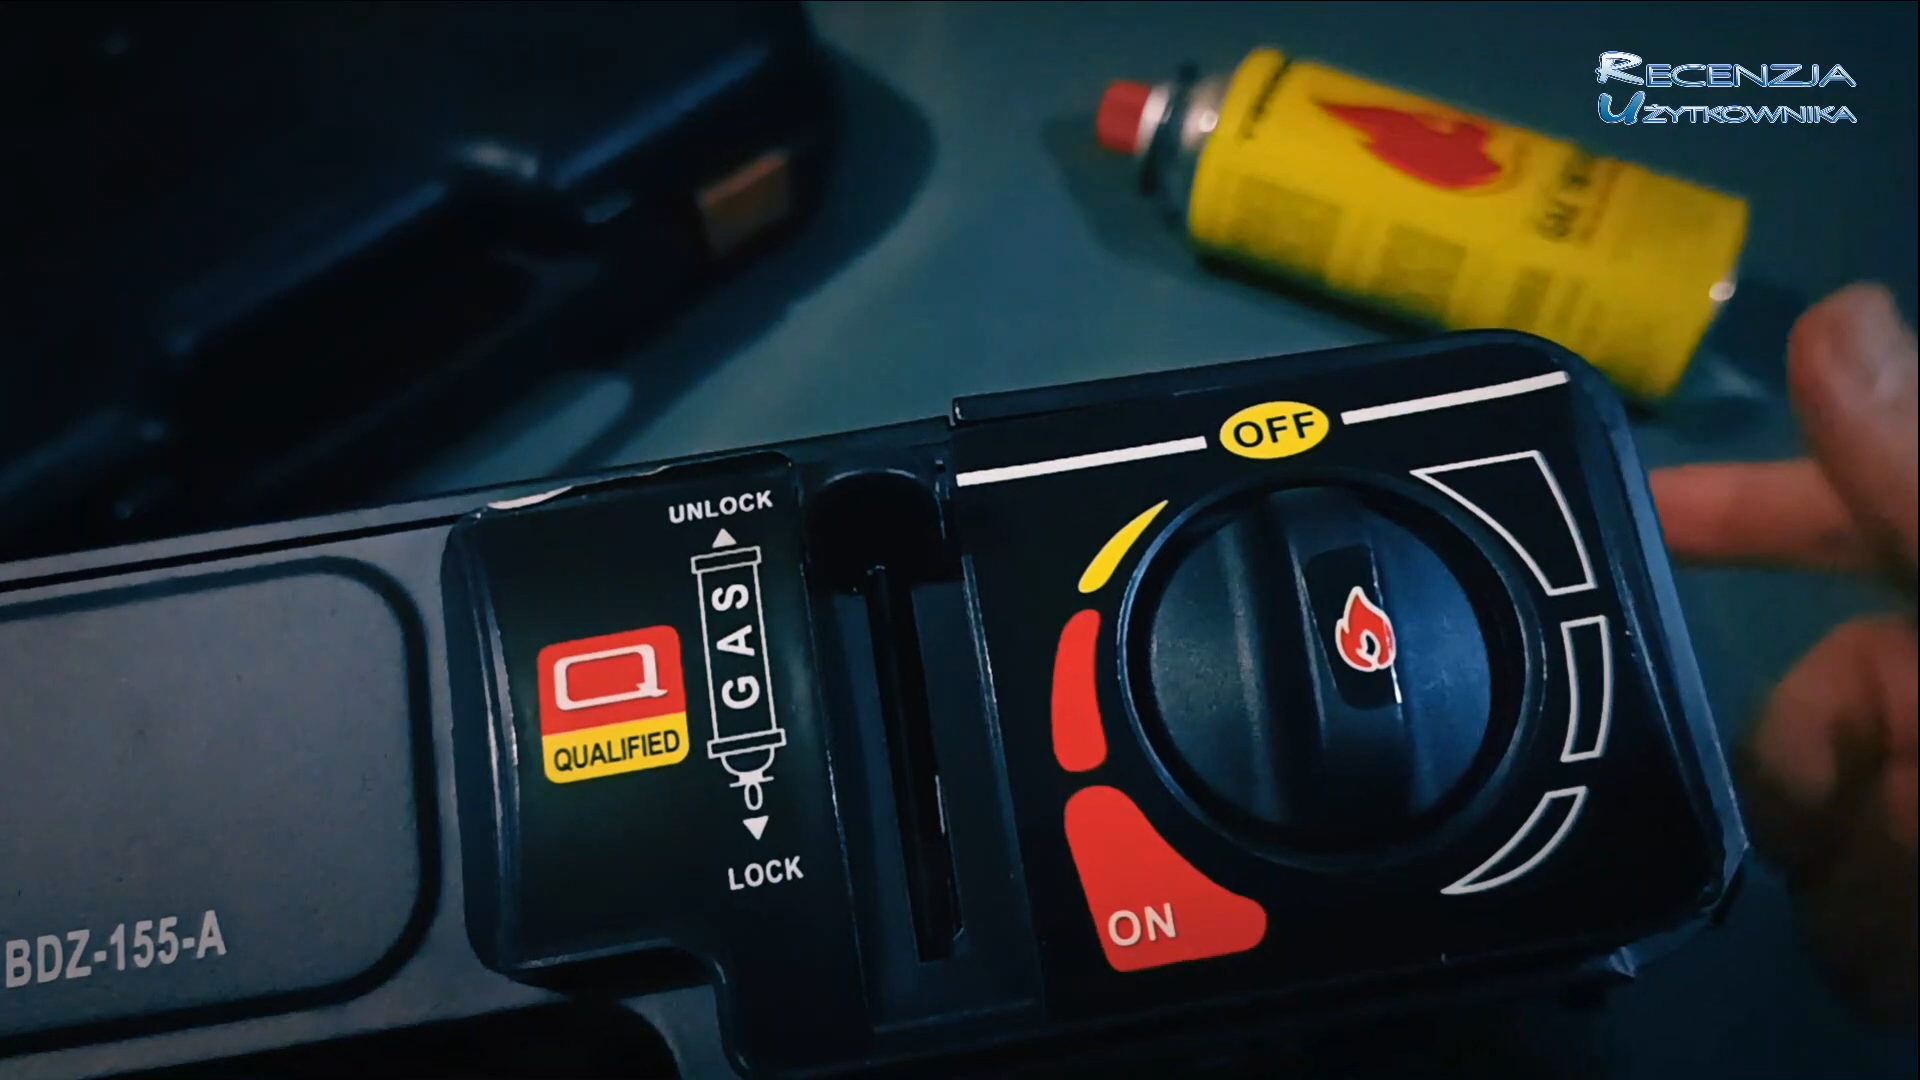 RECENZJA
UŻYTKOWNIKA
OFF
UNLOCK
GAS
Q
QUALIFIED
LOCK
ON
BDZ-155-A